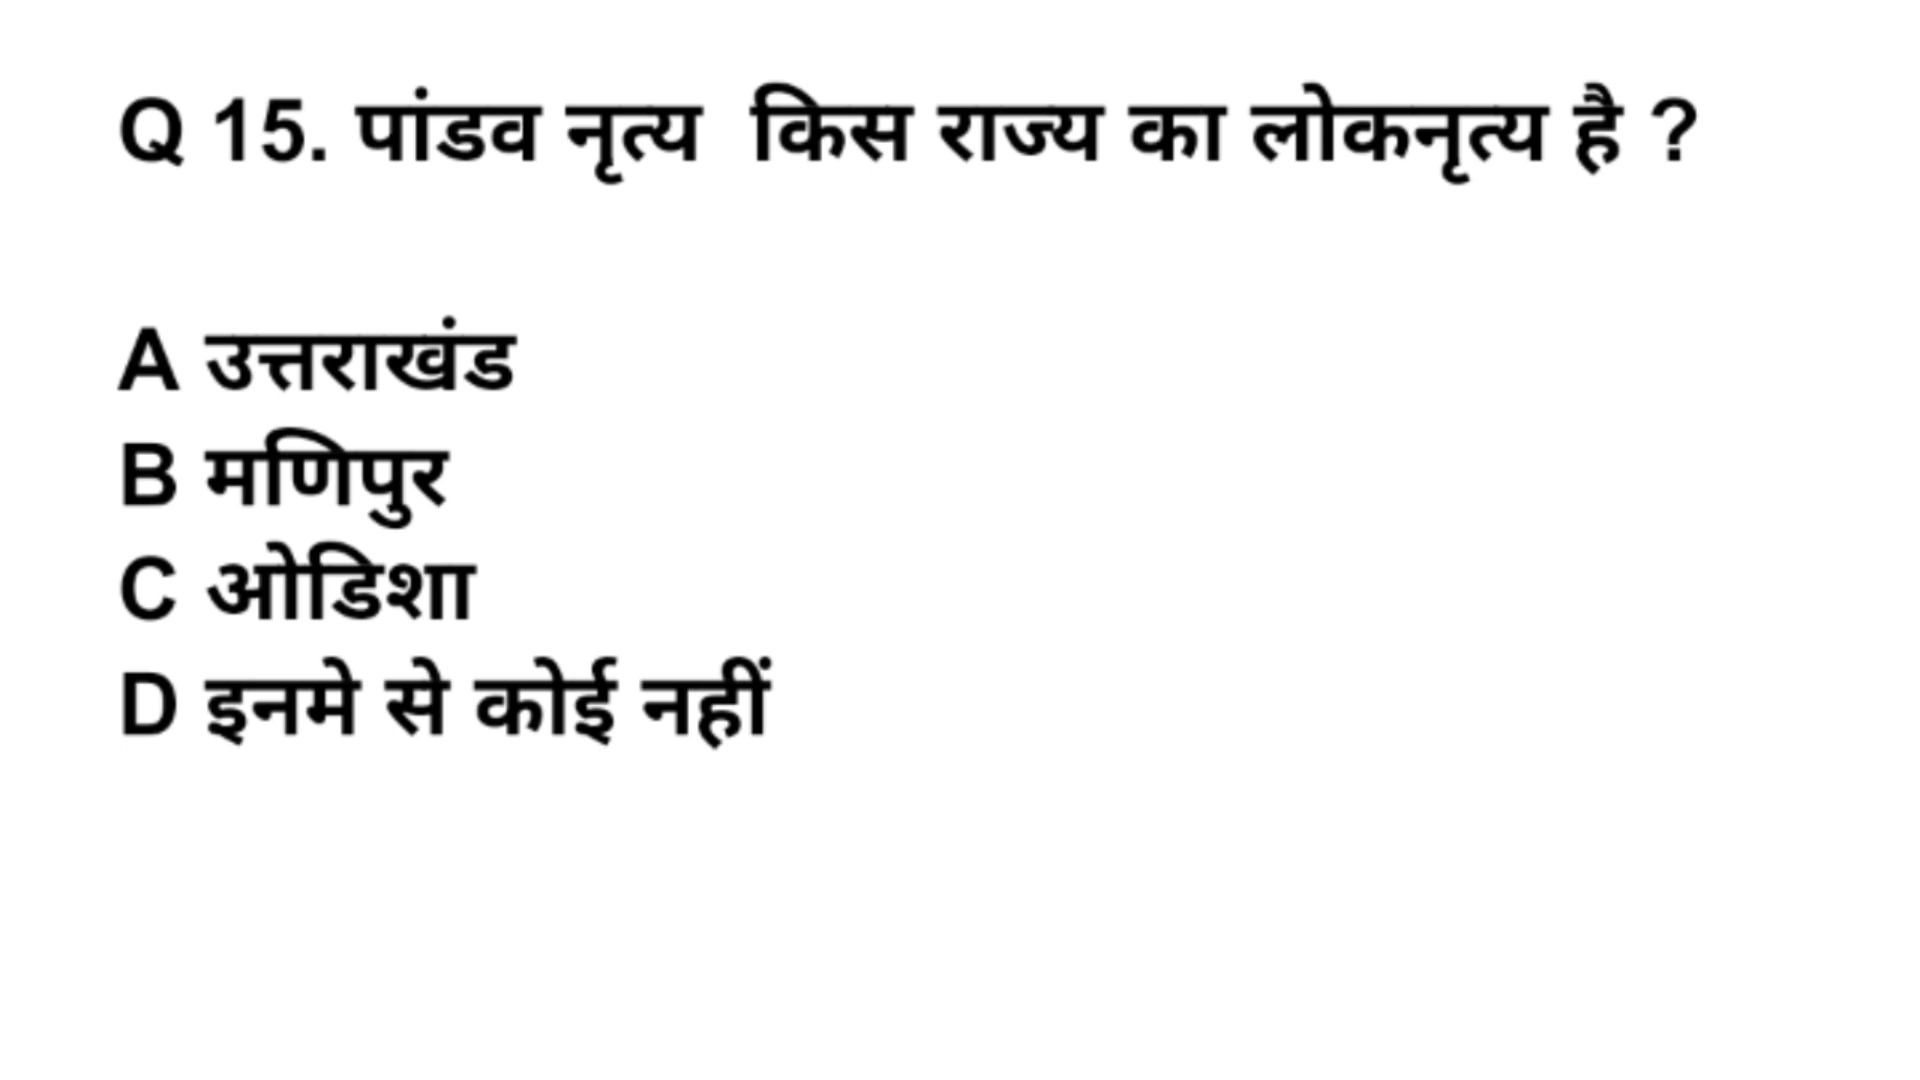 Q 15. पांडव नृत्य  किस राज्य का लोकनृत्य है ?
A उत्तराखंड
B मणिपुर
C ओडिशा
D इनमे से कोई नहीं